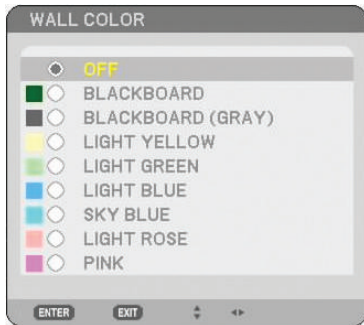 WALL COLOR
OFF
BLACKBOARD
BLACKBOARD (GRAY)
LIGHT YELLOW
LIGHT GREEN
LIGHT BLUE
SKY BLUE
LIGHT ROSE
PINK
ENTER EXIT